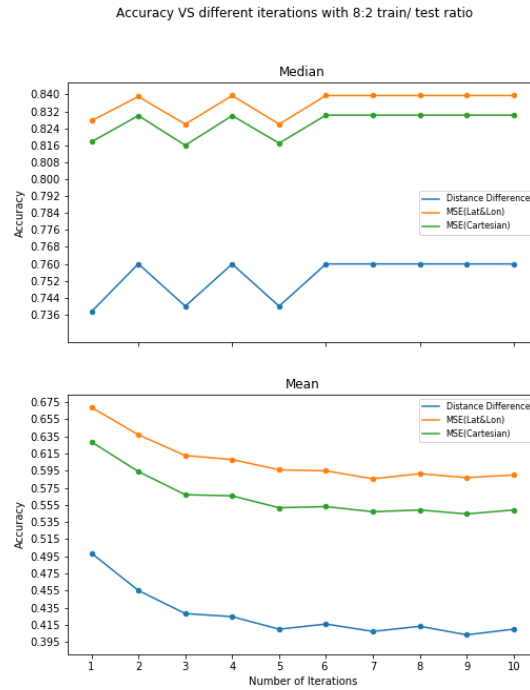 Accuracy VS different iterations with 8:2 train/ test ratio
Median
0.840
0.832
0.824
0.816
0.808
0.800
0.792
0.784
0.776
0.768
0.760
0.752
0.744
0.736
Accuracy
Distance Difference
MSE(Lat&Lon)
MSE(Cartesian)
Mean
0.675
0.655
0.635
0.615
0.595
0.575
0.555
0.535
0.515
0.495
0.475
0.455
0.435
0.415
0.395
Accuracy
Distance Difference
MSE(Lat&Lon)
MSE(Cartesian)
1 2 3 4 5 6 7 8 9 10
Number of Iterations